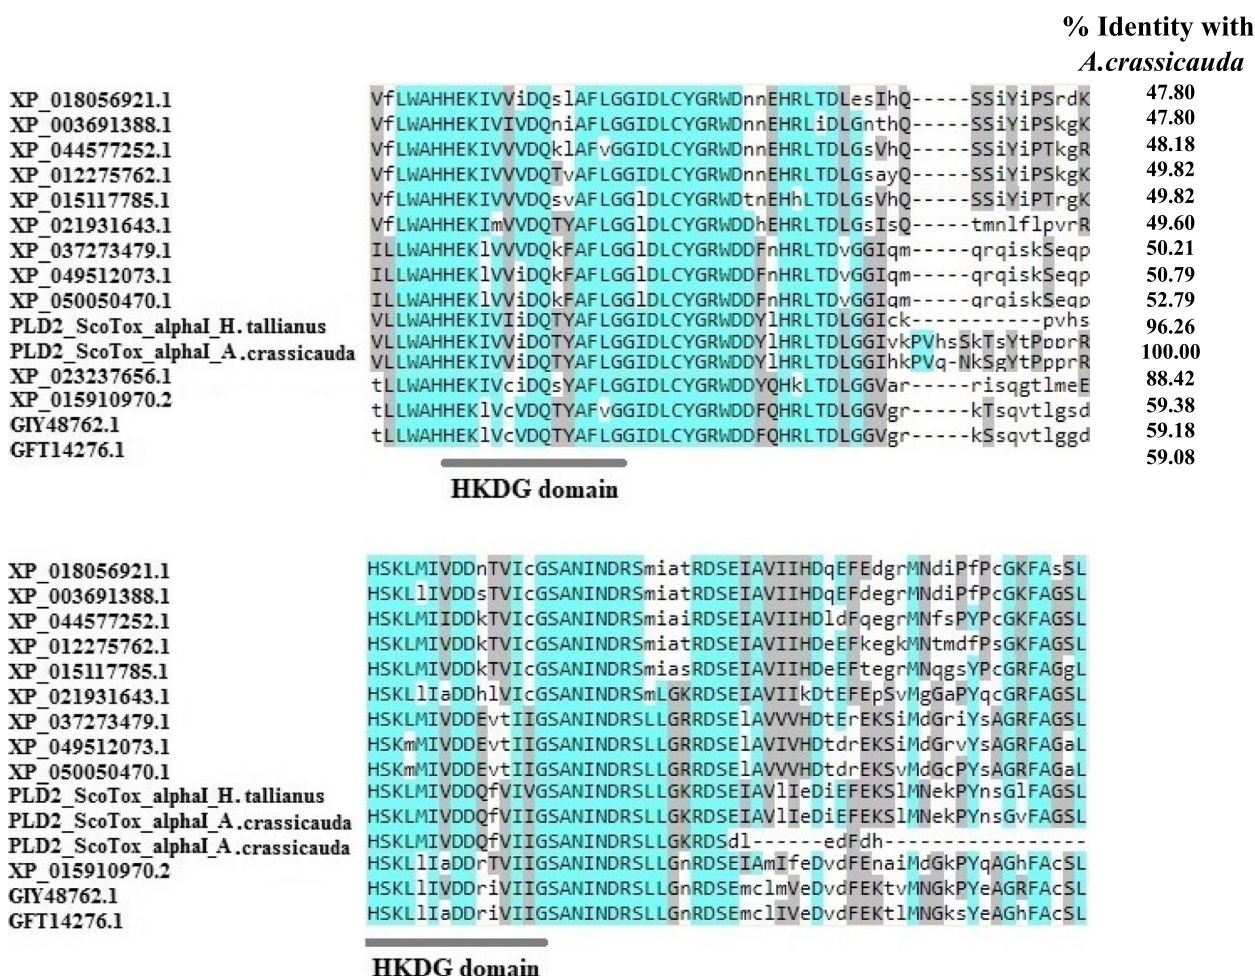 % Identity with
A.crassicauda
XP_018056921.1 VfLWAHHEKIVViDQslAFLGGIDLCYGRWDnnEHRLTDLesIhQ-----SSiYiPSrdK 47.80
XP_003691388.1 VfLWAHHEKIVIVDQniAFLGGIDLCYGRWDnnEHRLiDLGnthQ-----SSiYiPSkgK 47.80
XP_044577252.1 VfLWAHHEKIVVVDQklAFvGGIDLCYGRWDnnEHRLTDLGsVhQ-----SSiYiPTkgR 48.18
XP_012275762.1 VfLWAHHEKIVVVDQTvAFLGGIDLCYGRWDnnEHRLTDLGsayQ-----SSiYiPSkgK 49.82
XP_015117785.1 VfLWAHHEKIVVVDQsvAFLGGlDLCYGRWDtnEHhLTDLGsVhQ-----SSiYiPTrgK 49.82
XP_021931643.1 VfLWAHHEKImVVDQTYAFLGGlDLCYGRWDDhEHRLTDLGsIsQ-----tmnlflpvrR 49.60
XP_037273479.1 ILLWAHHEKlVViDQkFAFLGGlDLCYGRWDDFnHRLTDvGGIqm-----qrqiskSeqp 50.21
XP_049512073.1 ILLWAHHEKlVViDQkFAFLGGlDLCYGRWDDFnHRLTDvGGIqm-----qrqiskSeqp 50.79
XP_050050470.1 ILLWAHHEKlVViDQkFAFLGGlDLCYGRWDDFnHRLTDvGGIqm-----qrqiskSeqp 52.79
PLD2_ScoTox_alphaI_H. tallianus VLLWAHHEKIVIiDQTYAFLGGIDLCYGRWDDYlHRLTDLGGIck-----------pvhs 96.26
PLD2_ScoTox_alphaI_A.crassicauda VLLWAHHEKIVViDQTYAFLGGIDLCYGRWDDYlHRLTDLGGIvkPVhsSkTsYtPpprR 100.00
XP_023237656.1 VLLWAHHEKIVViDQTYAFLGGIDLCYGRWDDYlHRLTDLGGIhkPVq-NkSgYtPpprR 88.42
XP_015910970.2 tLLWAHHEKIVciDQsYAFLGGIDLCYGRWDDYQHkLTDLGGVar-----risqgtlmeE 59.38
GIY48762.1 tLLWAHHEKlVcVDQTYAFvGGIDLCYGRWDDFQHRLTDLGGVgr-----kTsqvtlgsd 59.18
GFT14276.1 tLLWAHHEKlVcVDQTYAFLGGIDLCYGRWDDFQHRLTDLGGVgr-----kSsqvtlggd 59.08
HKDG domain
XP_018056921.1 HSKLMIVDDnTVIcGSANINDRSmiatRDSEIAVIIHDqEFEdgrMNdiPfPcGKFAsSL
XP_003691388.1 HSKLlIVDDsTVIcGSANINDRSmiatRDSEIAVIIHDqEFdegrMNdiPfPcGKFAGSL
XP_044577252.1 HSKLMIIDDkTVIcGSANINDRSmiaiRDSEIAVIIHDldFqegrMNfsPYPcGKFAGSL
XP_012275762.1 HSKLMIVDDkTVIcGSANINDRSmiatRDSEIAVIIHDeEFkegkMNtmdfPsGKFAGSL
XP_015117785.1 HSKLMIVDDkTVIcGSANINDRSmiasRDSEIAVIIHDeEFtegrMNqgsYPcGRFAGgL
XP_021931643.1 HSKLlIaDDhlVIcGSANINDRSmLGKRDSEIAVIIkDtEFEpSvMgGaPYqcGRFAGSL
XP_037273479.1 HSKLMIVDDEvtIIGSANINDRSLLGRRDSElAVVVHDtErEKSiMdGriYsAGRFAGSL
XP_049512073.1 HSKmMIVDDEvtIIGSANINDRSLLGRRDSElAVIVHDtdrEKSiMdGrvYsAGRFAGaL
XP_050050470.1 HSKmMIVDDEvtIIGSANINDRSLLGRRDSElAVVVHDtdrEKSvMdGcPYsAGRFAGaL
PLD2_ScoTox_alphaI_H. tallianus HSKLMIVDDQfVIVGSANINDRSLLGKRDSEIAVlIeDiEFEKSlMNekPYnsGlFAGSL
PLD2_ScoTox_alphaI_A.crassicauda HSKLMIVDDQfVIIGSANINDRSLLGKRDSEIAVlIeDiEFEKSlMNekPYnsGvFAGSL
PLD2_ScoTox_alphaI_A.crassicauda HSKLMIVDDQfVIIGSANINDRSLLGKRDSdl------edFdh-----------------
XP_015910970.2 HSKLlIaDDrTVIIGSANINDRSLLGnRDSEIAmIfeDvdFEnaiMdGkPYqAGhFAcSL
GIY48762.1 HSKLlIVDDriVIIGSANINDRSLLGnRDSEmclmVeDvdFEKtvMNGkPYeAGRFAcSL
GFT14276.1 HSKLlIaDDriVIIGSANINDRSLLGnRDSEmclIVeDvdFEKtlMNGksYeAGhFAcSL
HKDG domain